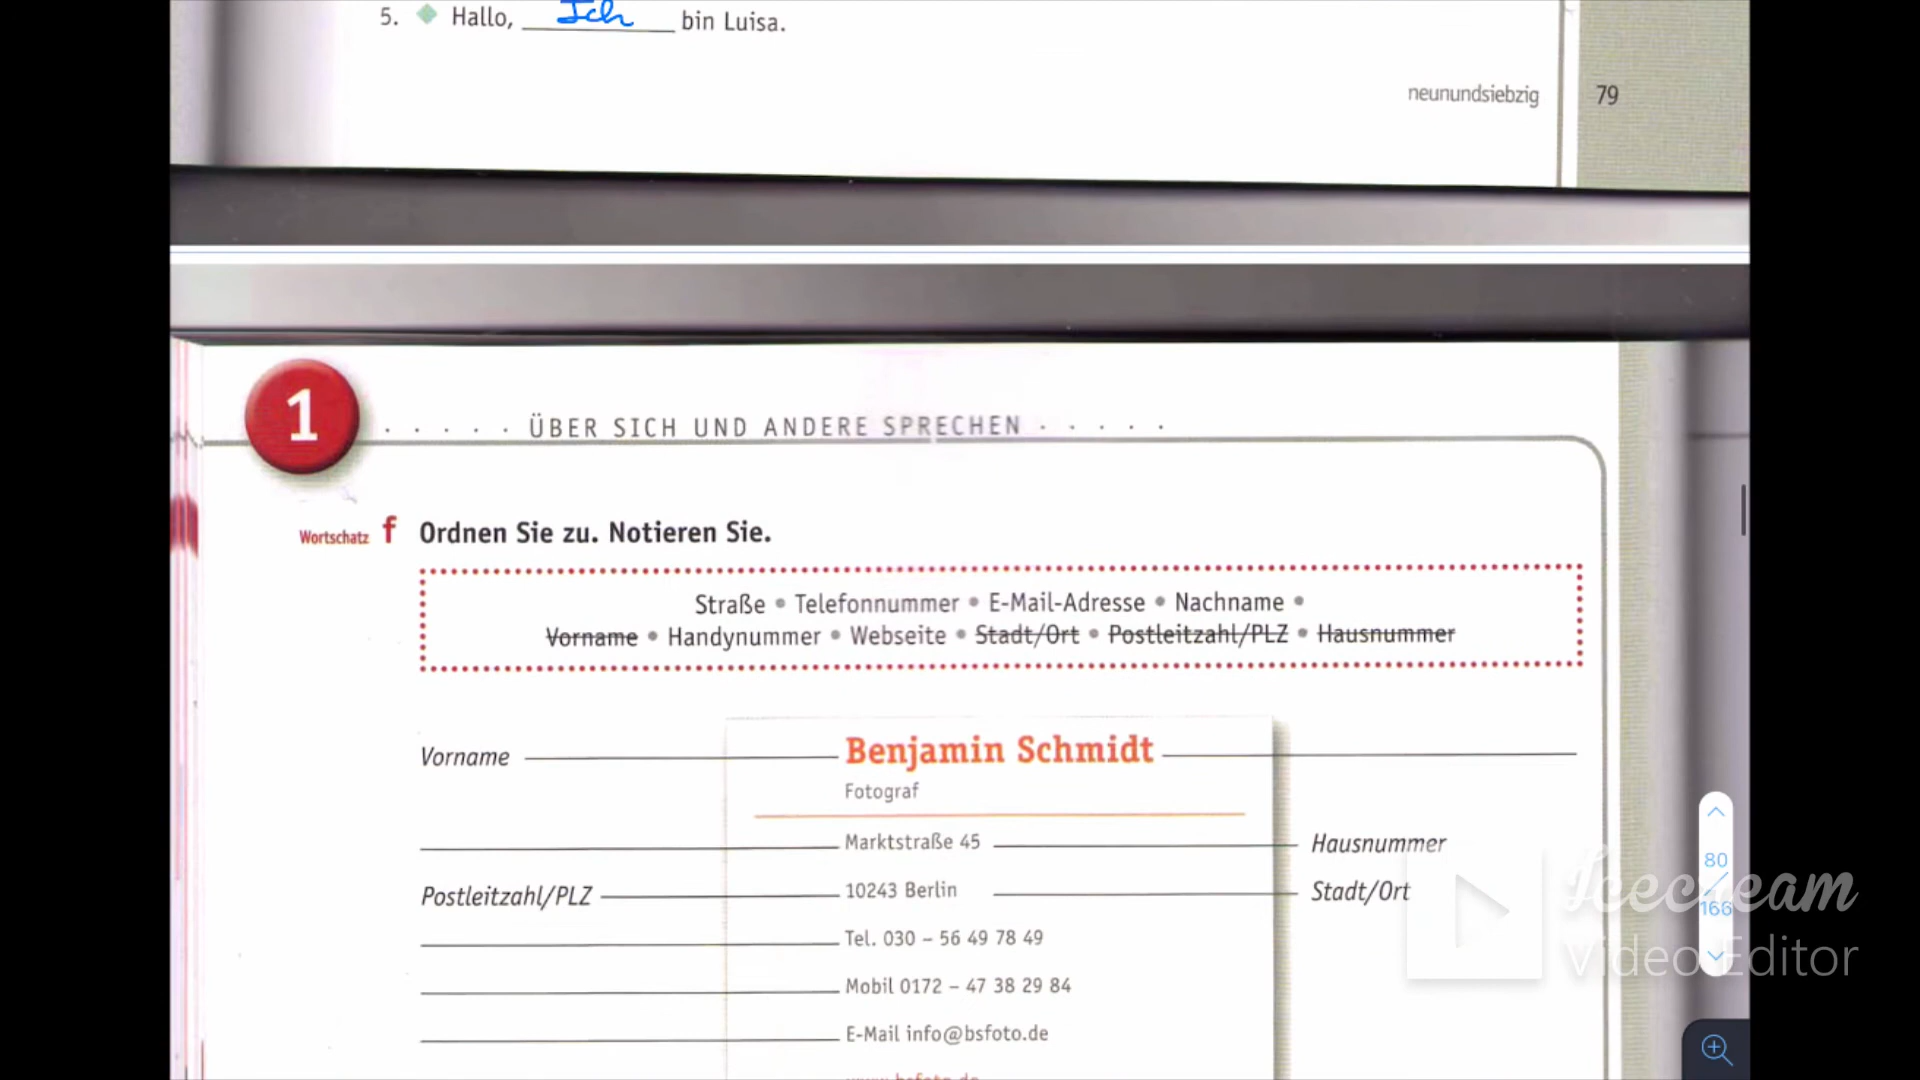 5. Hallo, Ich bin Luisa.
neunundsiebzig 79
1 ÜBER SICH UND ANDERE SPRECHEN
Wortschatz f Ordnen Sie zu. Notieren Sie.
Straße • Telefonnummer • E-Mail-Adresse • Nachname •
Vorname • Handynummer • Webseite • Stadt/Ort • Postleitzahl/PLZ • Hausnummer
Vorname Benjamin Schmidt
Fotograf
Marktstraße 45 Hausnummer
Postleitzahl/PLZ 10243 Berlin Stadt/Ort
Tel. 030 – 56 49 78 49
Mobil 0172 – 47 38 29 84
E-Mail info@bsfoto.de
www.bsfoto.de
80
166
Icecream
Video Editor